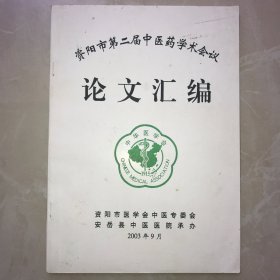 资阳市第二届中医药学术会议
论文汇编
中华医学会
CHINESE MEDICAL ASSOCIATION
资阳市医学会中医专委会
安岳县中医医院承办
2003年9月